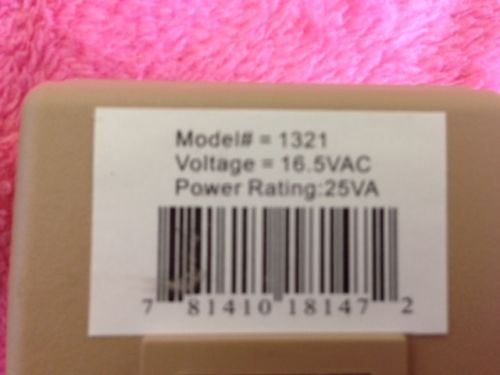 Model# = 1321
Voltage = 16.5VAC
Power Rating:25VA
7 81410 18147 2